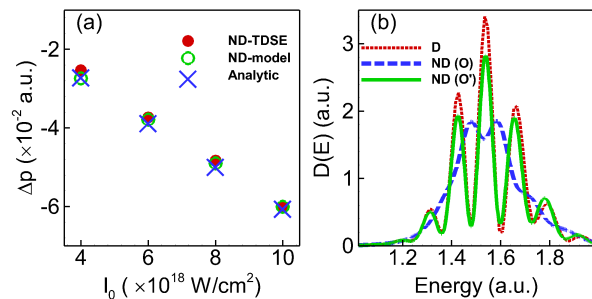 (a)
ND-TDSE
ND-model
Analytic
-2
-4
-6
Δp (×10⁻² a.u.)
4
6
8
10
I₀ ( ×10¹⁸ W/cm²)
(b)
D
ND (O)
ND (O')
3
2
1
0
D(E) (a.u.)
1.2
1.4
1.6
1.8
Energy (a.u.)